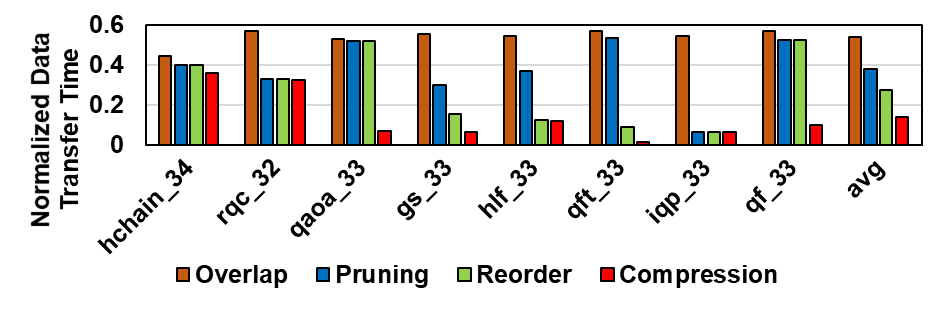 Normalized Data
Transfer Time
0.6
0.4
0.2
0
hchain_34
rqc_32
qaoa_33
gs_33
hlf_33
qft_33
iqp_33
qf_33
avg
Overlap Pruning Reorder Compression